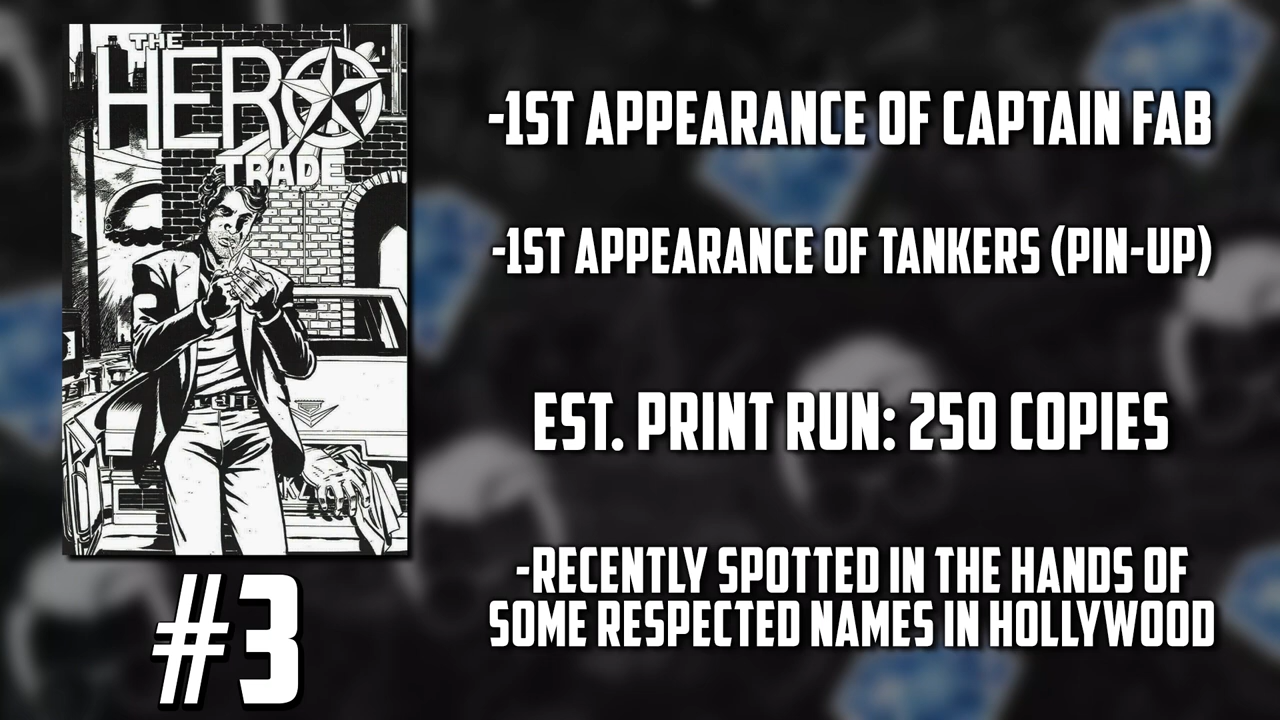 THE
HERO
TRADE
#3
-1ST APPEARANCE OF CAPTAIN FAB
-1ST APPEARANCE OF TANKERS (PIN-UP)
EST. PRINT RUN: 250 COPIES
-RECENTLY SPOTTED IN THE HANDS OF
SOME RESPECTED NAMES IN HOLLYWOOD